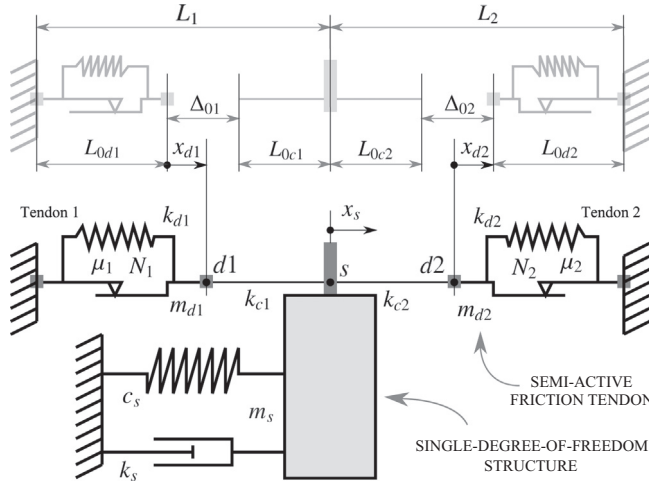 L1 L2
Δ01 Δ02
L0d1 xd1 L0c1 L0c2 xd2 L0d2
Tendon 1 kd1 xs kd2 Tendon 2
μ1 N1 d1 s d2 N2 μ2
md1 kc1 kc2 md2
cs ms
ks
SEMI-ACTIVE
FRICTION TENDON
SINGLE-DEGREE-OF-FREEDOM
STRUCTURE